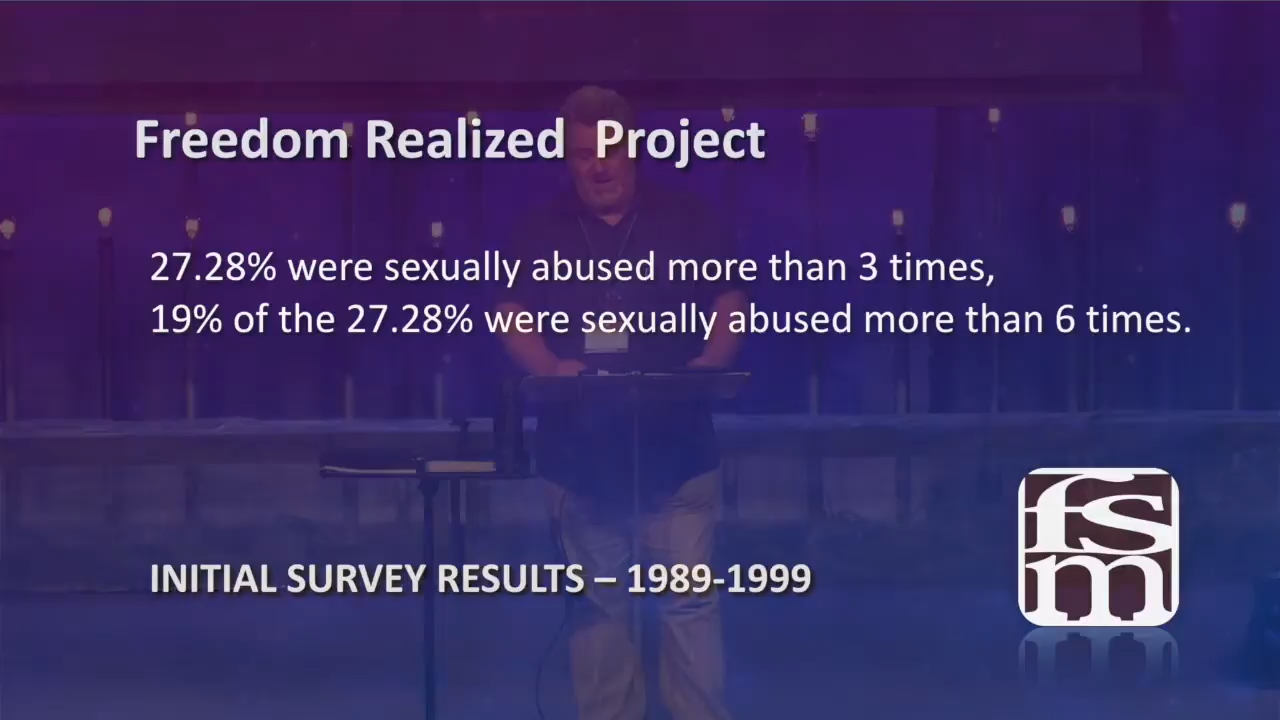 Freedom Realized  Project
27.28% were sexually abused more than 3 times,
19% of the 27.28% were sexually abused more than 6 times.
INITIAL SURVEY RESULTS – 1989-1999
fs
m